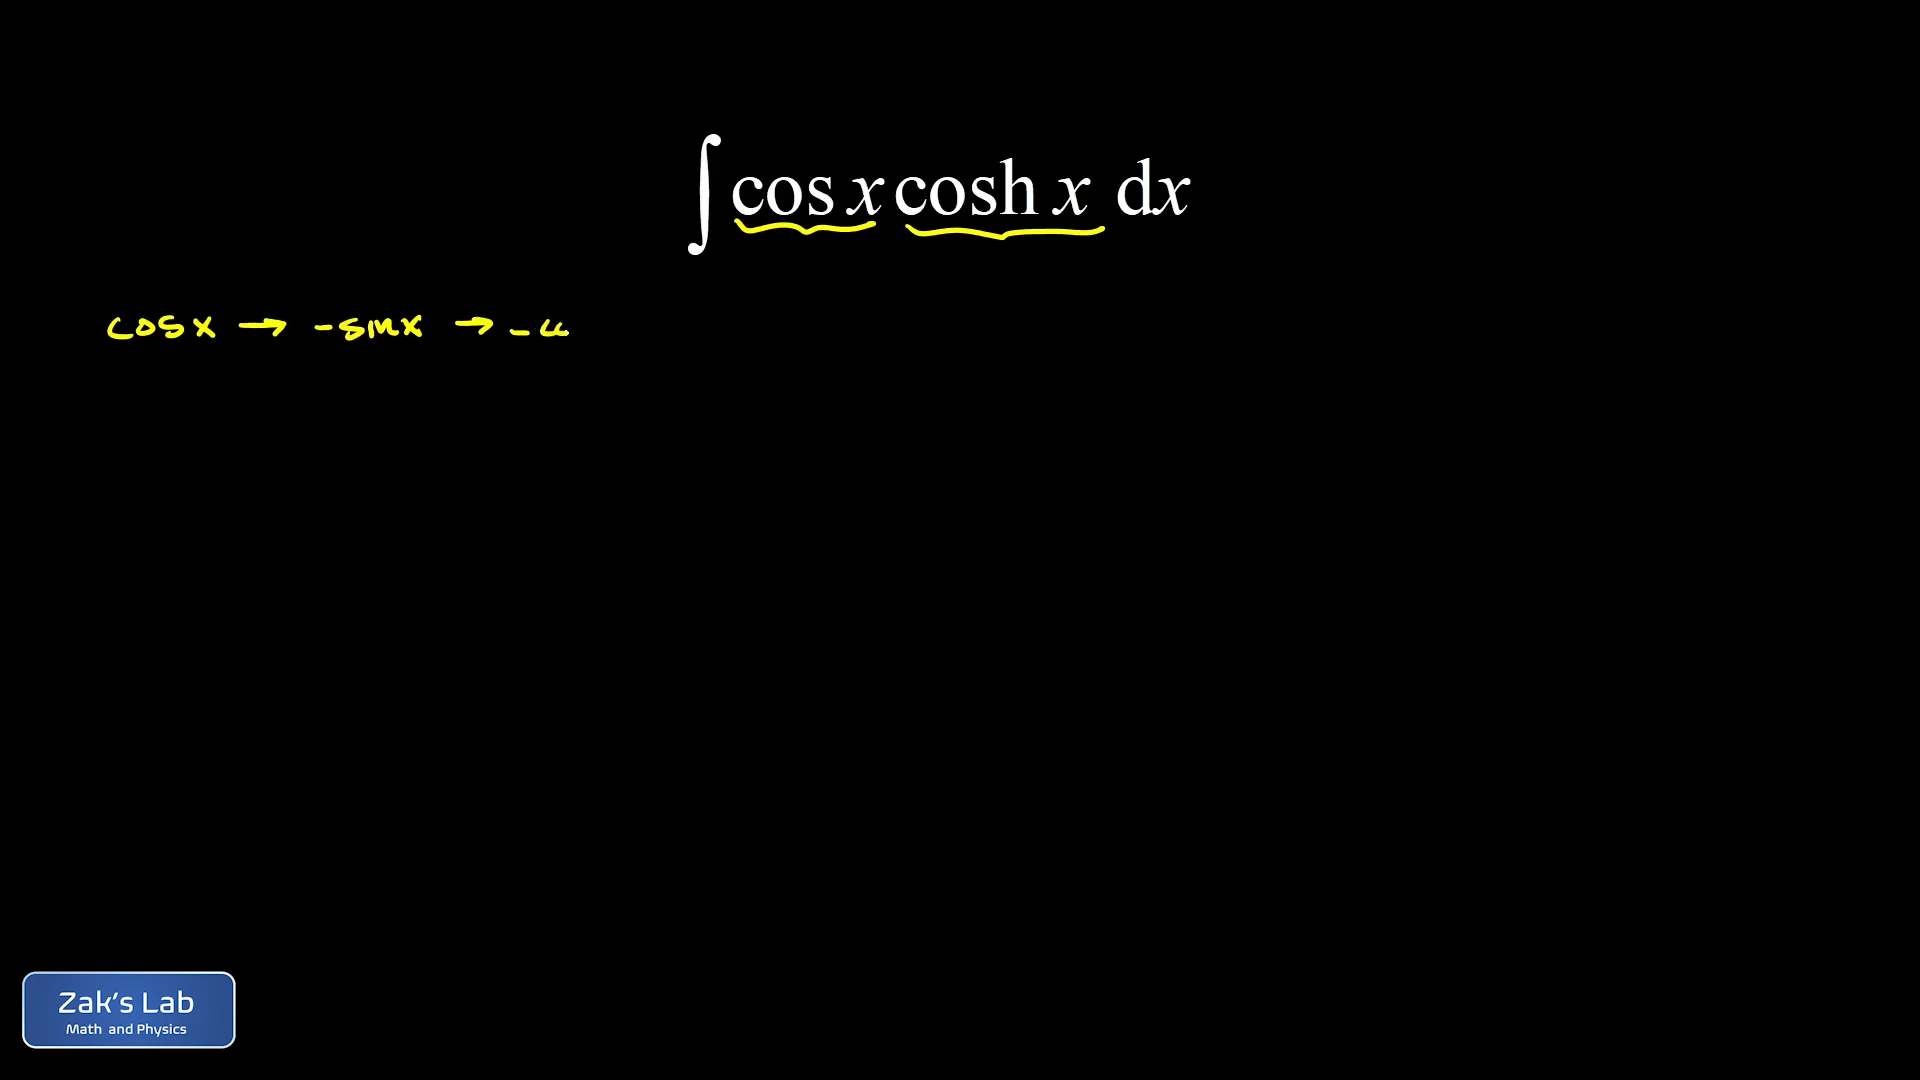 ∫ cos x cosh x dx
cos x → -sin x → -
Zak's Lab
Math and Physics